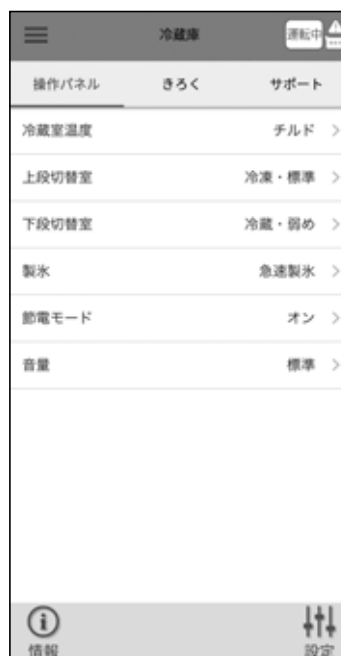 冷蔵庫 運転中
操作パネル きろく サポート
冷蔵室温度 チルド
上段切替室 冷凍・標準
下段切替室 冷蔵・弱め
製氷 急速製氷
節電モード オン
音量 標準
情報 設定